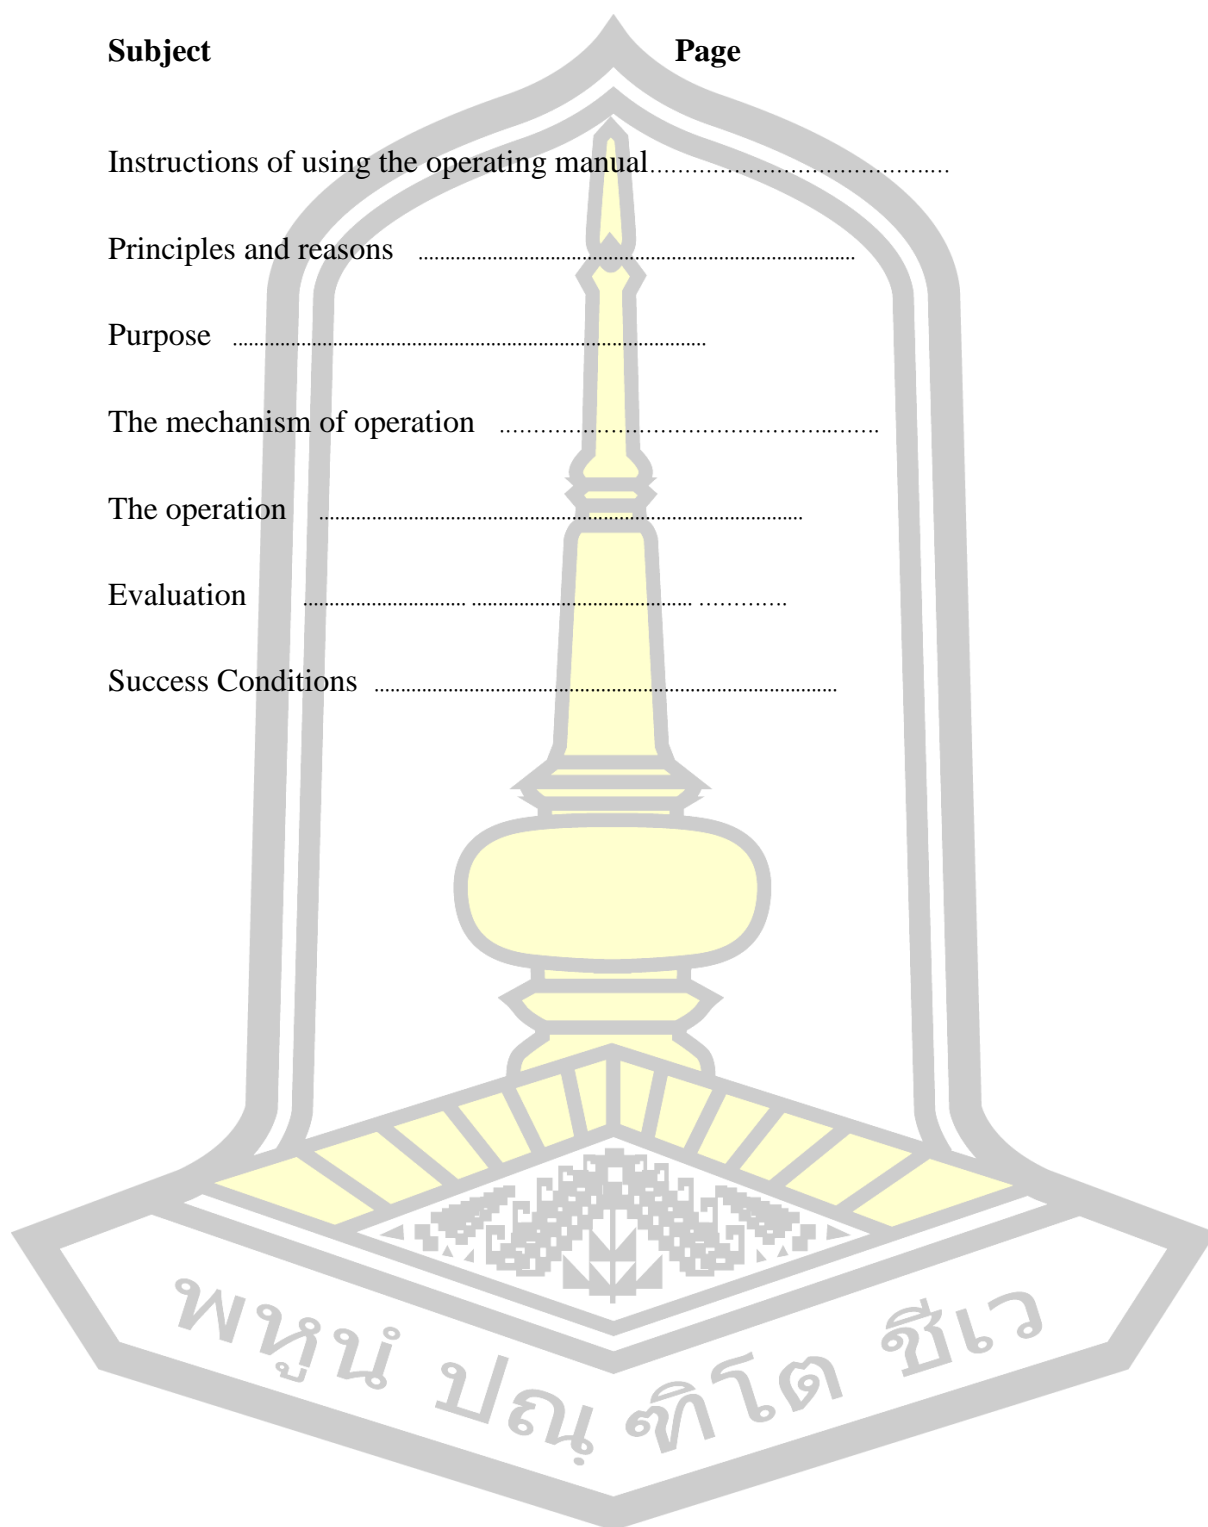 Subject Page
Instructions of using the operating manual..........................................
Principles and reasons ...................................................................................
Purpose ..........................................................................................
The mechanism of operation ....................................................
The operation ............................................................................................
Evaluation ............................... .......................................... .............
Success Conditions ........................................................................................
พหูนํ ปณฺฑิโต ชีเว